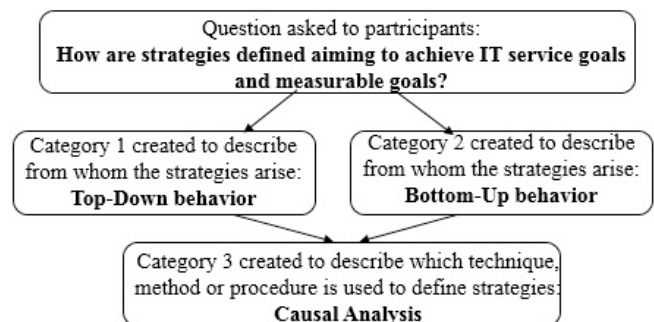 Question asked to partricipants:
How are strategies defined aiming to achieve IT service goals
and measurable goals?
Category 1 created to describe
from whom the strategies arise:
Top-Down behavior
Category 2 created to describe
from whom the strategies arise:
Bottom-Up behavior
Category 3 created to describe which technique,
method or procedure is used to define strategies:
Causal Analysis